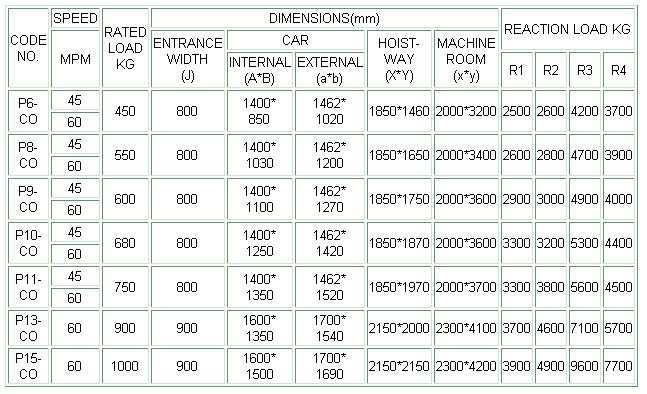 CODE NO. SPEED RATED LOAD KG DIMENSIONS(mm) REACTION LOAD KG
MPM ENTRANCE WIDTH (J) CAR HOIST-WAY (X*Y) MACHINE ROOM (x*y) R1 R2 R3 R4
INTERNAL (A*B) EXTERNAL (a*b)
P6-CO 45 60 450 800 1400*850 1462*1020 1850*1460 2000*3200 2500 2600 4200 3700
P8-CO 45 60 550 800 1400*1030 1462*1200 1850*1650 2000*3400 2600 2800 4700 3900
P9-CO 45 60 600 800 1400*1100 1462*1270 1850*1750 2000*3600 2900 3000 4900 4000
P10-CO 45 60 680 800 1400*1250 1462*1420 1850*1870 2000*3600 3300 3200 5300 4400
P11-CO 45 60 750 800 1400*1350 1462*1520 1850*1970 2000*3700 3300 3800 5600 4500
P13-CO 60 900 900 1600*1350 1700*1540 2150*2000 2300*4100 3700 4600 7100 5700
P15-CO 60 1000 900 1600*1500 1700*1690 2150*2150 2300*4200 3900 4900 9600 7700